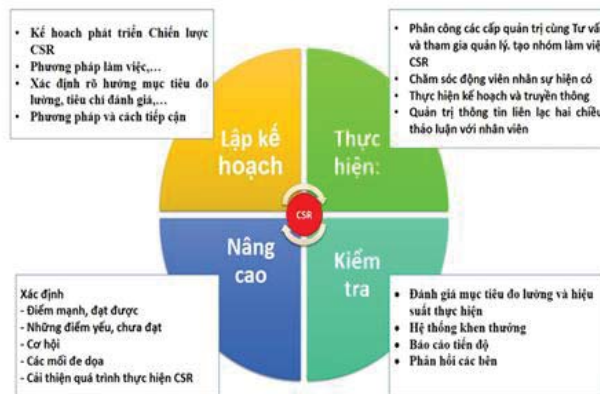 • Kế hoach phát triển Chiến lược
CSR
• Phương pháp làm việc,...
• Xác định rõ hướng mục tiêu đo
lường, tiêu chi đánh giá,...
• Phương pháp và cách tiếp cận
• Phân công các cấp quản trị cùng Tư vấ
và tham gia quản lý. tạo nhóm làm việ
CSR
• Chăm sóc động viên nhân sự hiện có
• Thực hiện kế hoạch và truyền thông
• Quản trị thông tin liên lạc hai chiều
thảo luận với nhân viên
Lập kế
hoạch
Thực
hiện:
CSR
Nâng
cao
Kiểm
tra
Xác định
- Điểm mạnh, đạt được
- Những điểm yếu, chưa đạt
- Cơ hội
- Các mối đe dọa
- Cải thiện quá trình thực hiện CSR
• Đánh giá mục tiêu đo lường và hiệu
suất thực hiện
• Hệ thống khen thưởng
• Báo cáo tiến độ
• Phản hồi các bên